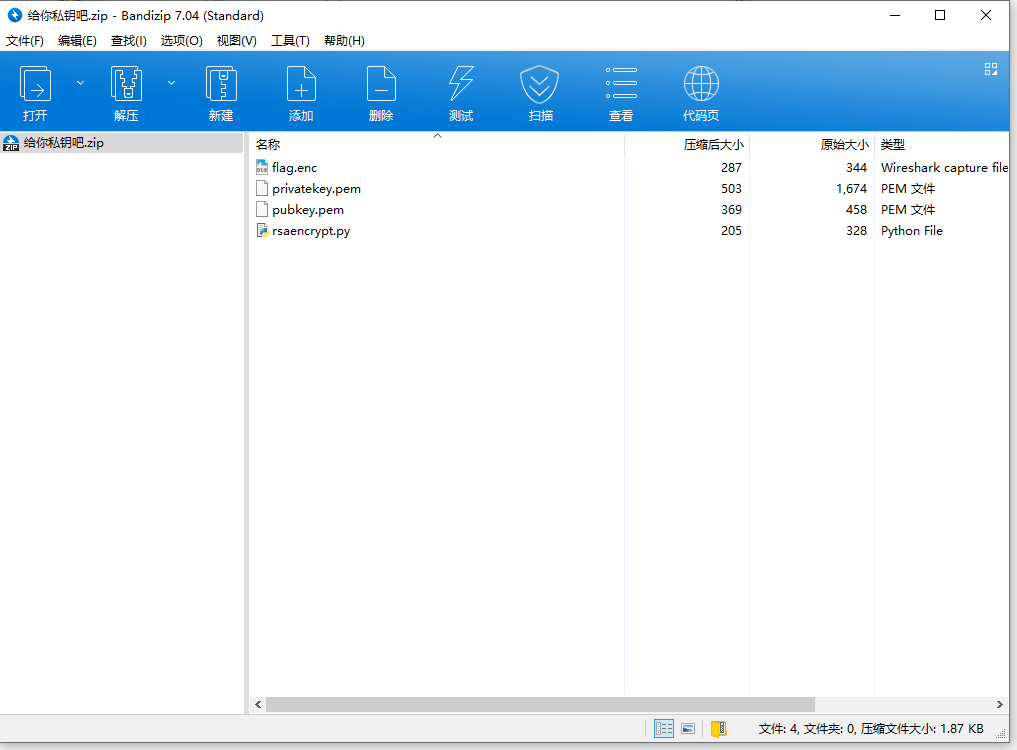 给你私钥吧.zip - Bandizip 7.04 (Standard)
文件(F) 编辑(E) 查找(I) 选项(O) 视图(V) 工具(T) 帮助(H)
打开 解压 新建 添加 删除 测试 扫描 查看 代码页
给你私钥吧.zip
名称 压缩后大小 原始大小 类型
flag.enc 287 344 Wireshark capture file
privatekey.pem 503 1,674 PEM 文件
pubkey.pem 369 458 PEM 文件
rsaencrypt.py 205 328 Python File
文件: 4, 文件夹: 0, 压缩文件大小: 1.87 KB